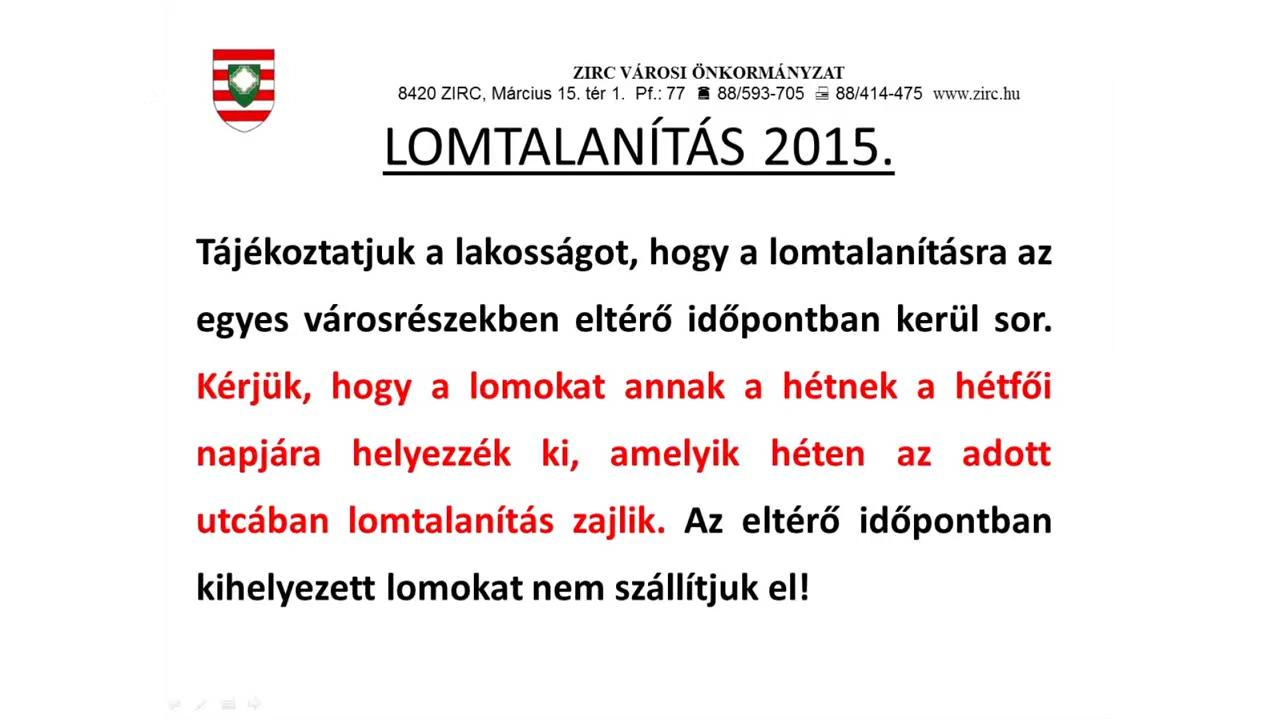 ZIRC VÁROSI ÖNKORMÁNYZAT
8420 ZIRC, Március 15. tér 1. Pf.: 77 🕿 88/593-705 📠 88/414-475 www.zirc.hu
LOMTALANÍTÁS 2015.
Tájékoztatjuk a lakosságot, hogy a lomtalanításra az
egyes városrészekben eltérő időpontban kerül sor.
Kérjük, hogy a lomokat annak a hétnek a hétfői
napjára helyezzék ki, amelyik héten az adott
utcában lomtalanítás zajlik. Az eltérő időpontban
kihelyezett lomokat nem szállítjuk el!